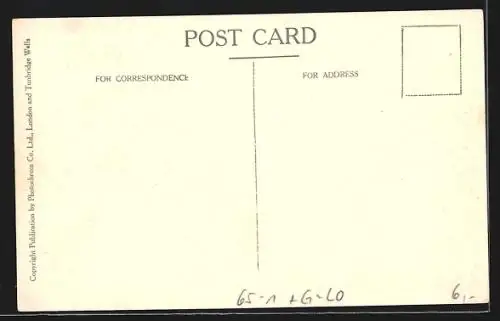 POST CARD
FOR CORRESPONDENCE
FOR ADDRESS
Copyright Publication by Photochrom Co. Ltd., London and Tunbridge Wells
6,-